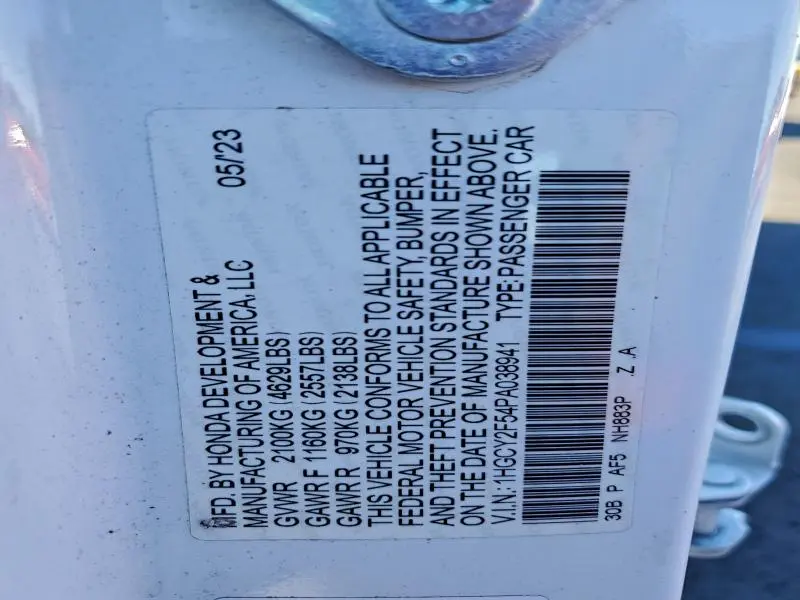 MFD. BY HONDA DEVELOPMENT & 05/'23
MANUFACTURING OF AMERICA, LLC
GVWR 2100KG (4629LBS)
GAWR F 1160KG (2557LBS)
GAWR R 970KG (2138LBS)
THIS VEHICLE CONFORMS TO ALL APPLICABLE
FEDERAL MOTOR VEHICLE SAFETY, BUMPER,
AND THEFT PREVENTION STANDARDS IN EFFECT
ON THE DATE OF MANUFACTURE SHOWN ABOVE.
V.I.N.: 1HGCY2F54PA038941 TYPE:PASSENGER CAR
30B P AF5 NH883P .Z .A